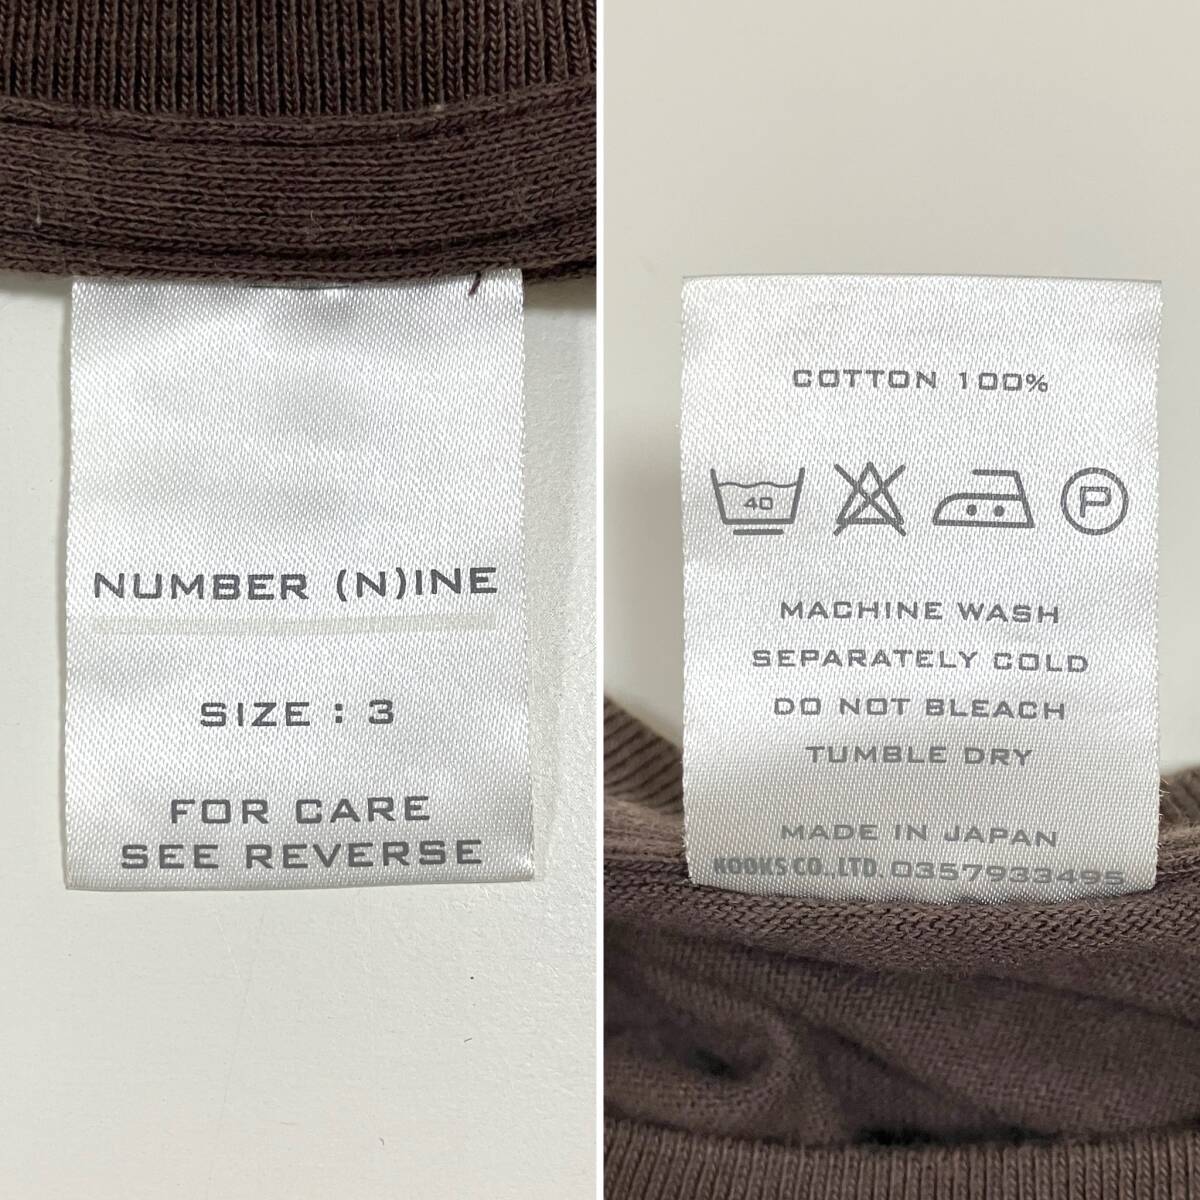 NUMBER (N)INE
SIZE : 3
FOR CARE
SEE REVERSE
COTTON 100%
40
P
MACHINE WASH
SEPARATELY COLD
DO NOT BLEACH
TUMBLE DRY
MADE IN JAPAN
KOOKS CO.,LTD. 0357933495